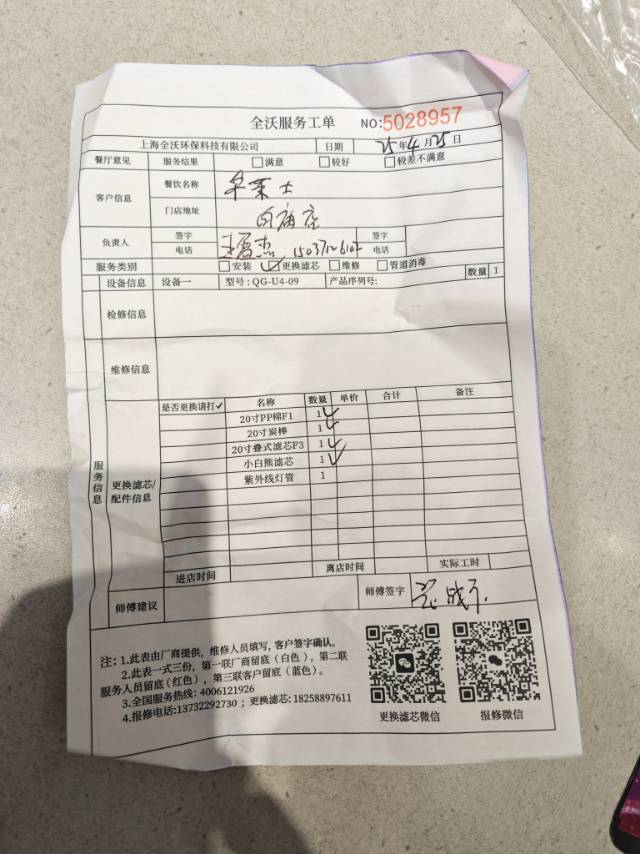 全沃服务工单 NO:5028957
上海全沃环保科技有限公司 日期 25年4月25日
餐厅意见 服务结果 □满意 □较好 □较差不满意
客户信息 餐饮名称
门店地址
负责人 签字 签字
电话 电话
服务类别 □安装 ☑更换滤芯 □维修 □管道消毒
设备信息 设备一 型号:QG-U4-09 产品序列号: 数量 1
检修信息
维修信息
服务信息
更换滤芯/配件信息
是否更换请打✓ 名称 数量 单价 合计 备注
20寸PP棉F1 1 ✓
20寸炭棒 1 ✓
20寸叠式滤芯F3 1 ✓
小白熊滤芯 1 ✓
紫外线灯管 1
进店时间 离店时间 实际工时
师傅建议 师傅签字
注:1.此表由厂商提供,维修人员填写,客户签字确认。
2.此表一式三份,第一联厂商留底(白色),第二联
服务人员留底(红色),第三联客户留底(蓝色)。
3.全国服务热线:4006121926
4.报修电话:13732292730;更换滤芯:18258897611
更换滤芯微信 报修微信